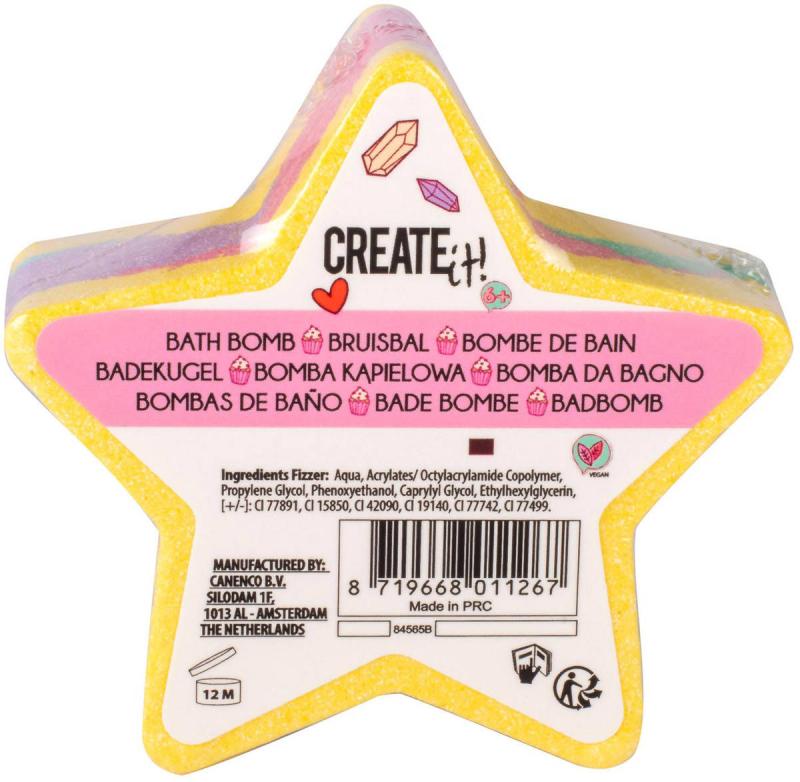 CREATE it!
6+
BATH BOMB BRUISBAL BOMBE DE BAIN
BADEKUGEL BOMBA KAPIELOWA BOMBA DA BAGNO
BOMBAS DE BAÑO BADE BOMBE BADBOMB
VEGAN
Ingredients Fizzer: Aqua, Acrylates/ Octylacrylamide Copolymer,
Propylene Glycol, Phenoxyethanol, Caprylyl Glycol, Ethylhexylglycerin,
[+/-]: CI 77891, CI 15850, CI 42090, CI 19140, CI 77742, CI 77499.
MANUFACTURED BY:
CANENCO B.V.
SILODAM 1F,
1013 AL - AMSTERDAM
THE NETHERLANDS
8 719668 011267
Made in PRC
84565B
12 M